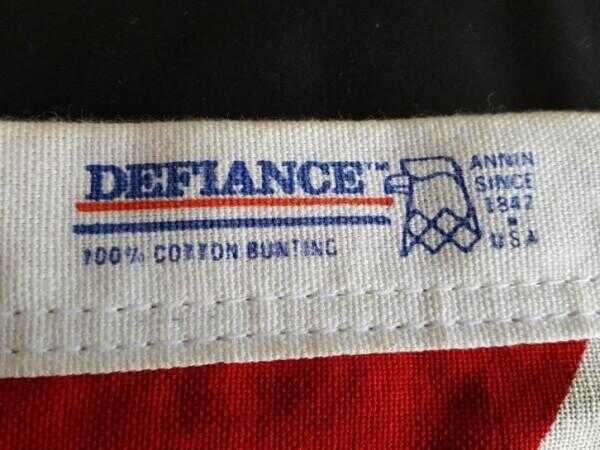 DEFIANCE™
100% COTTON BUNTING
ANNIN
SINCE
1847
USA